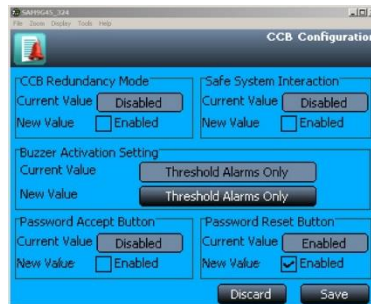 SAM9G45_324
File Zoom Display Tools Help
CCB Configuration
CCB Redundancy Mode
Current Value Disabled
New Value Enabled
Safe System Interaction
Current Value Disabled
New Value Enabled
Buzzer Activation Setting
Current Value Threshold Alarms Only
New Value Threshold Alarms Only
Password Accept Button
Current Value Disabled
New Value Enabled
Password Reset Button
Current Value Enabled
New Value Enabled
Discard Save